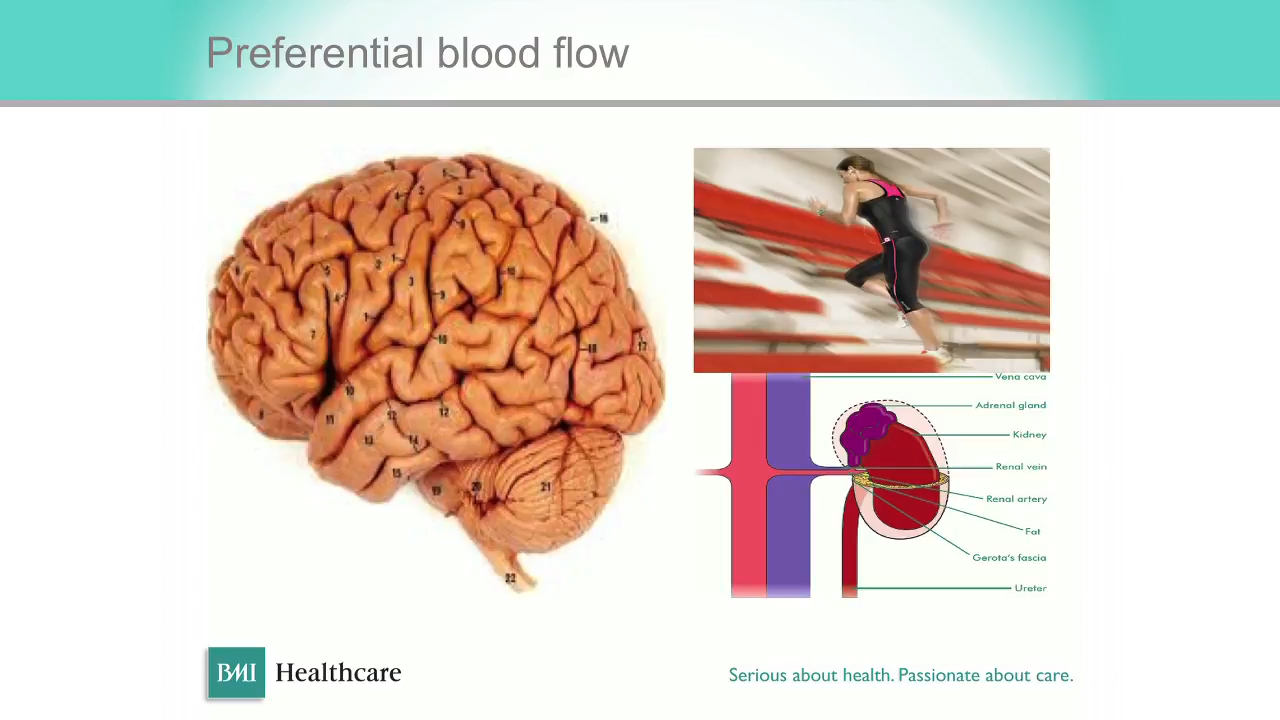 Preferential blood flow
Vena cava
Adrenal gland
Kidney
Renal vein
Renal artery
Fat
Gerota's fascia
Ureter
BMI Healthcare
Serious about health. Passionate about care.